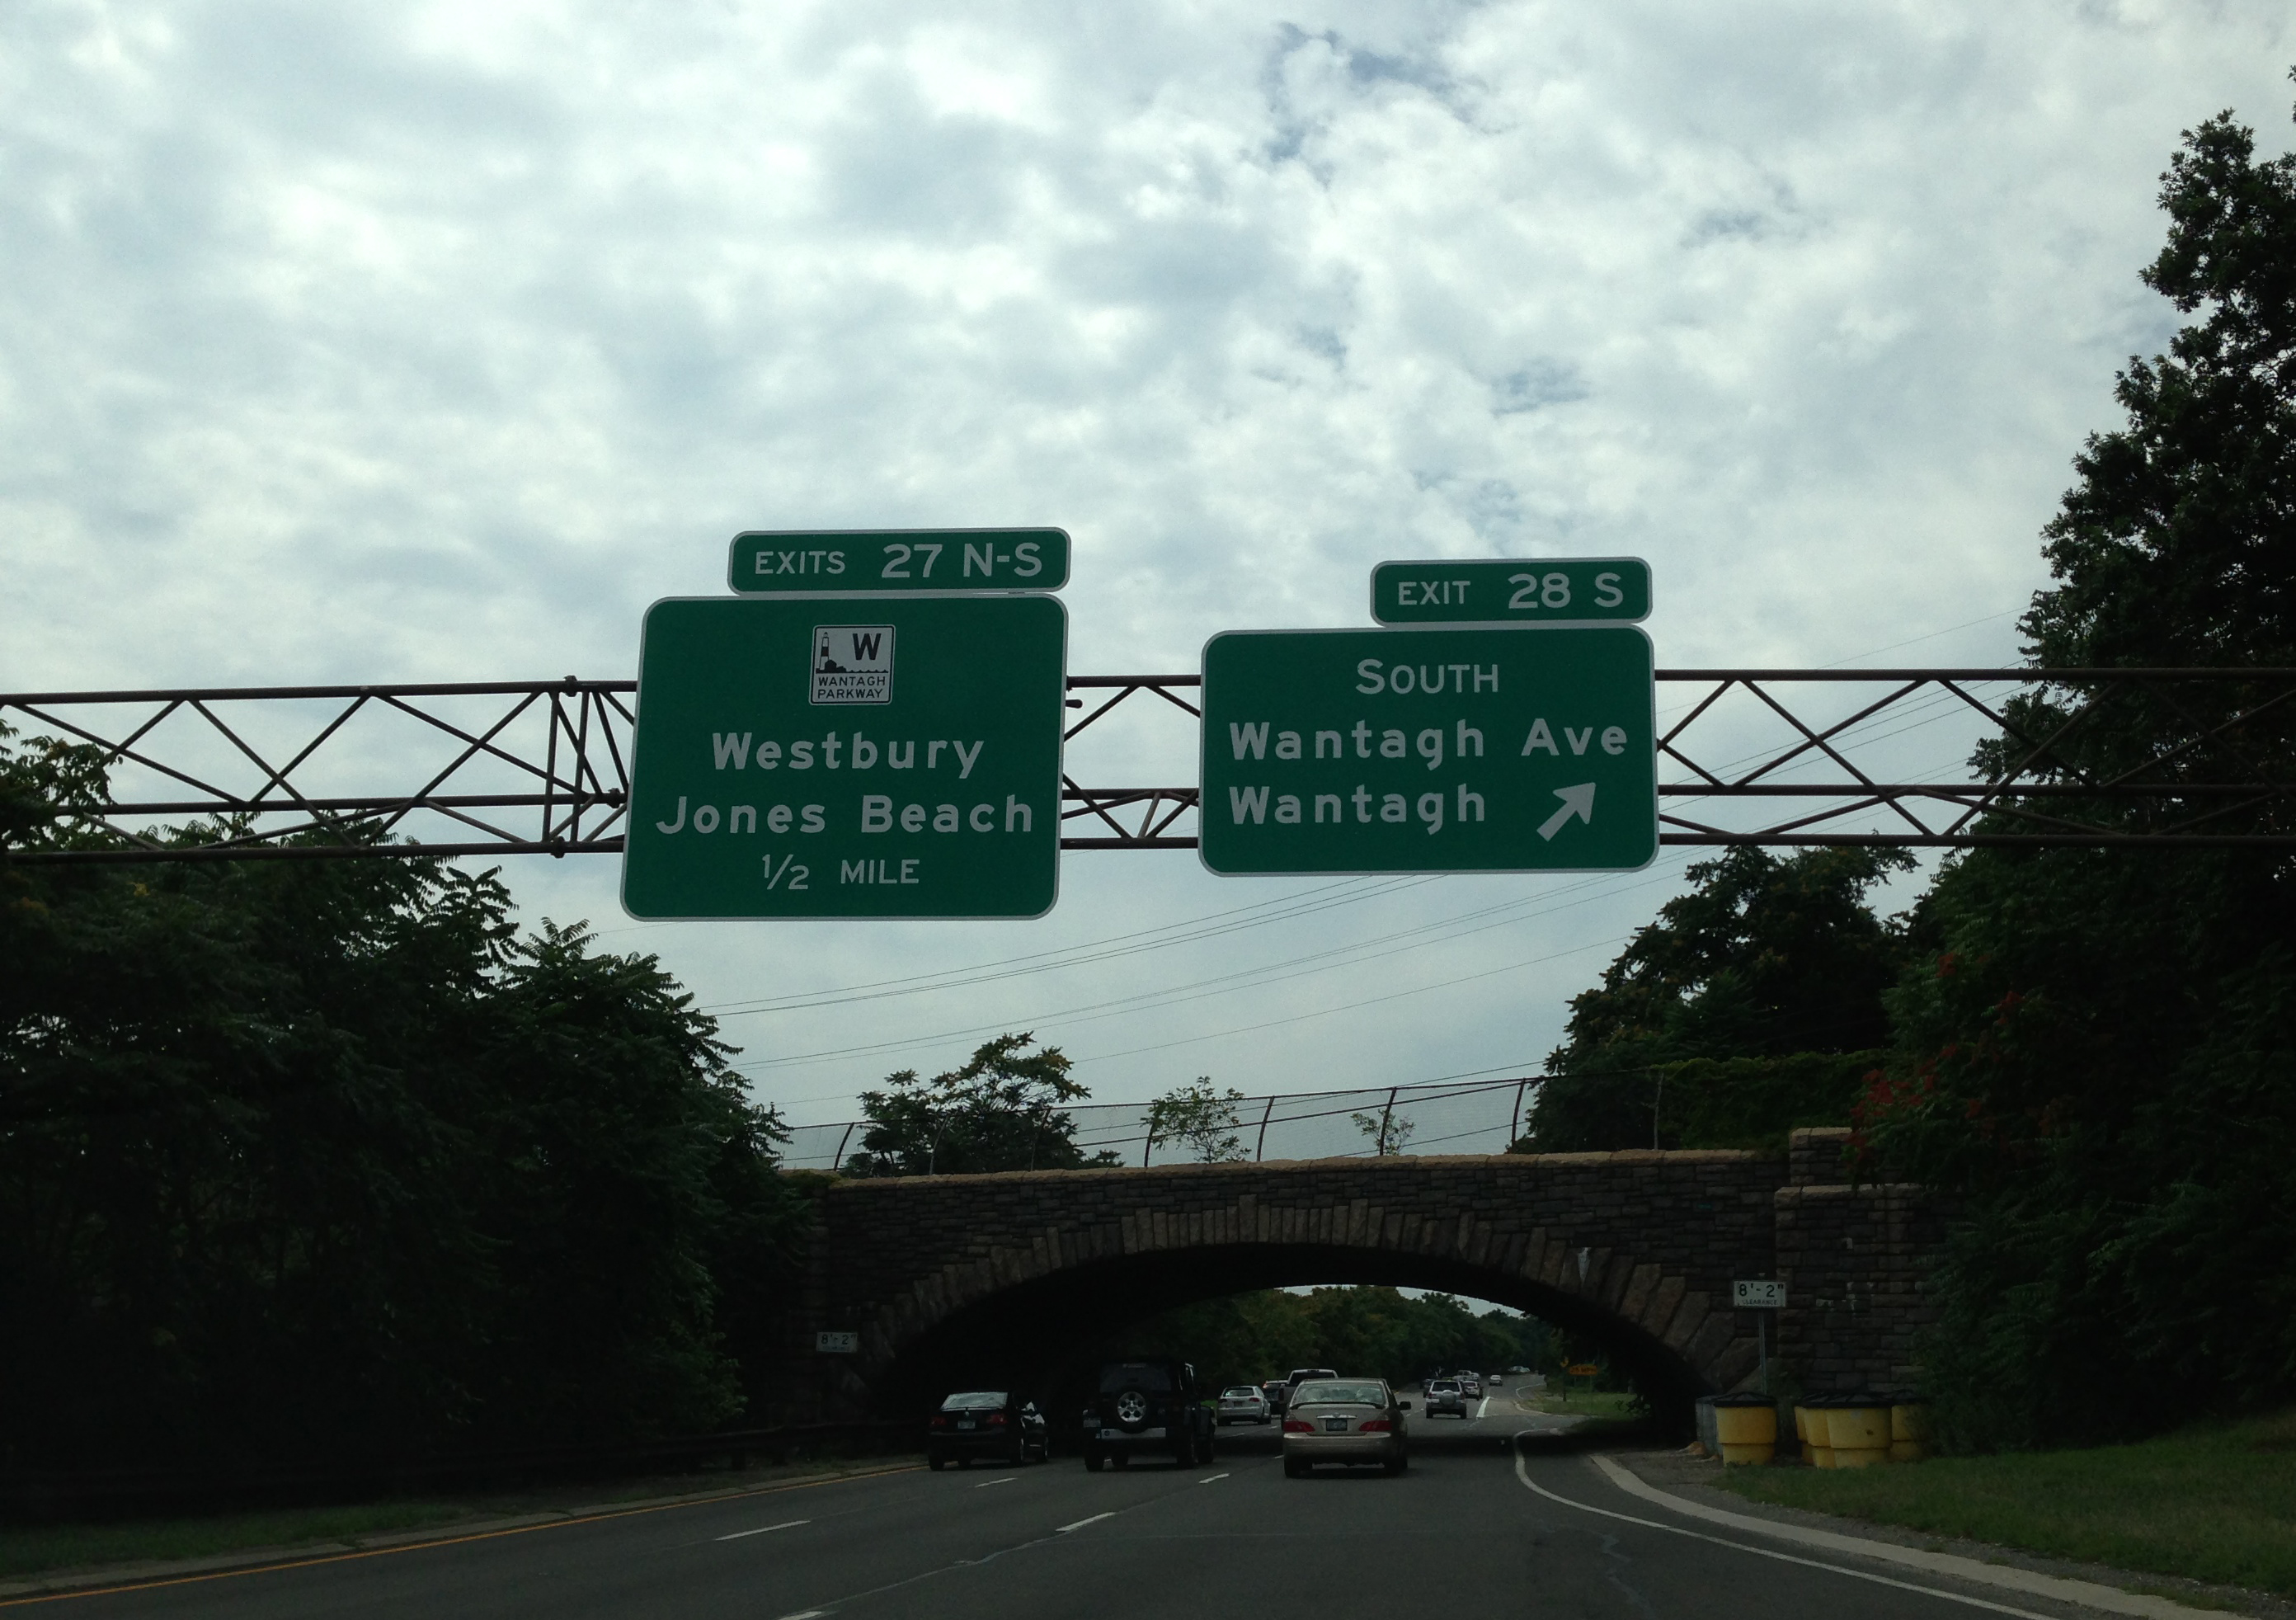 EXITS 27 N-S
W
WANTAGH
PARKWAY
Westbury
Jones Beach
1/2 MILE
EXIT 28 S
SOUTH
Wantagh Ave
Wantagh
8'-2"
CLEARANCE
8'-2"